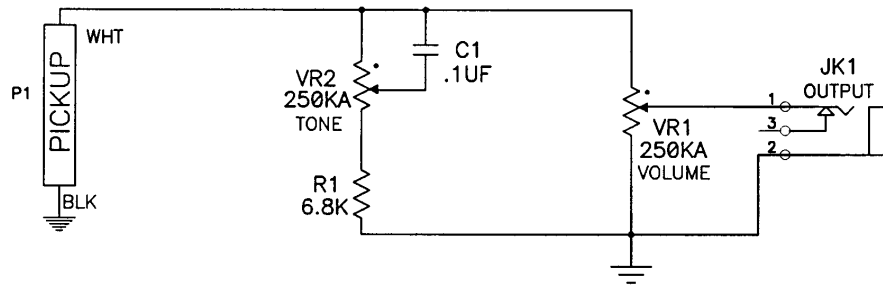 WHT
P1
PICKUP
BLK
VR2
250KA
TONE
C1
.1UF
R1
6.8K
VR1
250KA
VOLUME
JK1
OUTPUT
1
3
2